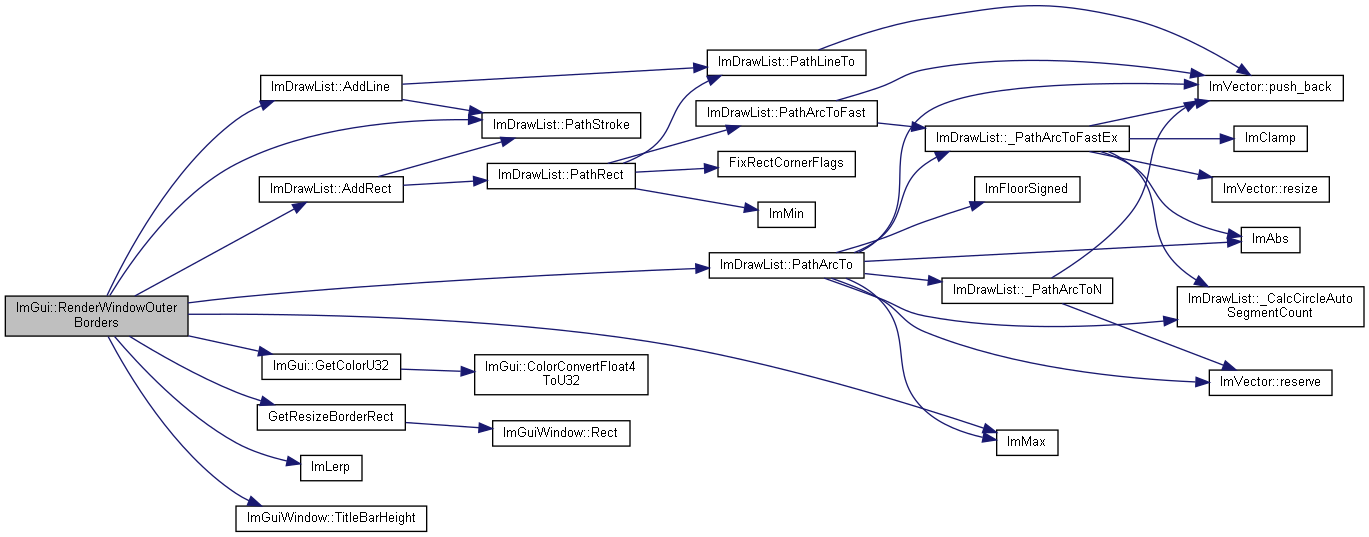 ImDrawList::PathLineTo
ImDrawList::AddLine
ImVector::push_back
ImDrawList::PathArcToFast
ImDrawList::PathStroke
ImDrawList::_PathArcToFastEx
ImClamp
FixRectCornerFlags
ImDrawList::PathRect
ImDrawList::AddRect
ImFloorSigned
ImVector::resize
ImMin
ImAbs
ImDrawList::PathArcTo
ImDrawList::_PathArcToN
ImDrawList::_CalcCircleAuto
SegmentCount
ImGui::RenderWindowOuter
Borders
ImGui::GetColorU32
ImGui::ColorConvertFloat4
ToU32
ImVector::reserve
GetResizeBorderRect
ImGuiWindow::Rect
ImMax
ImLerp
ImGuiWindow::TitleBarHeight